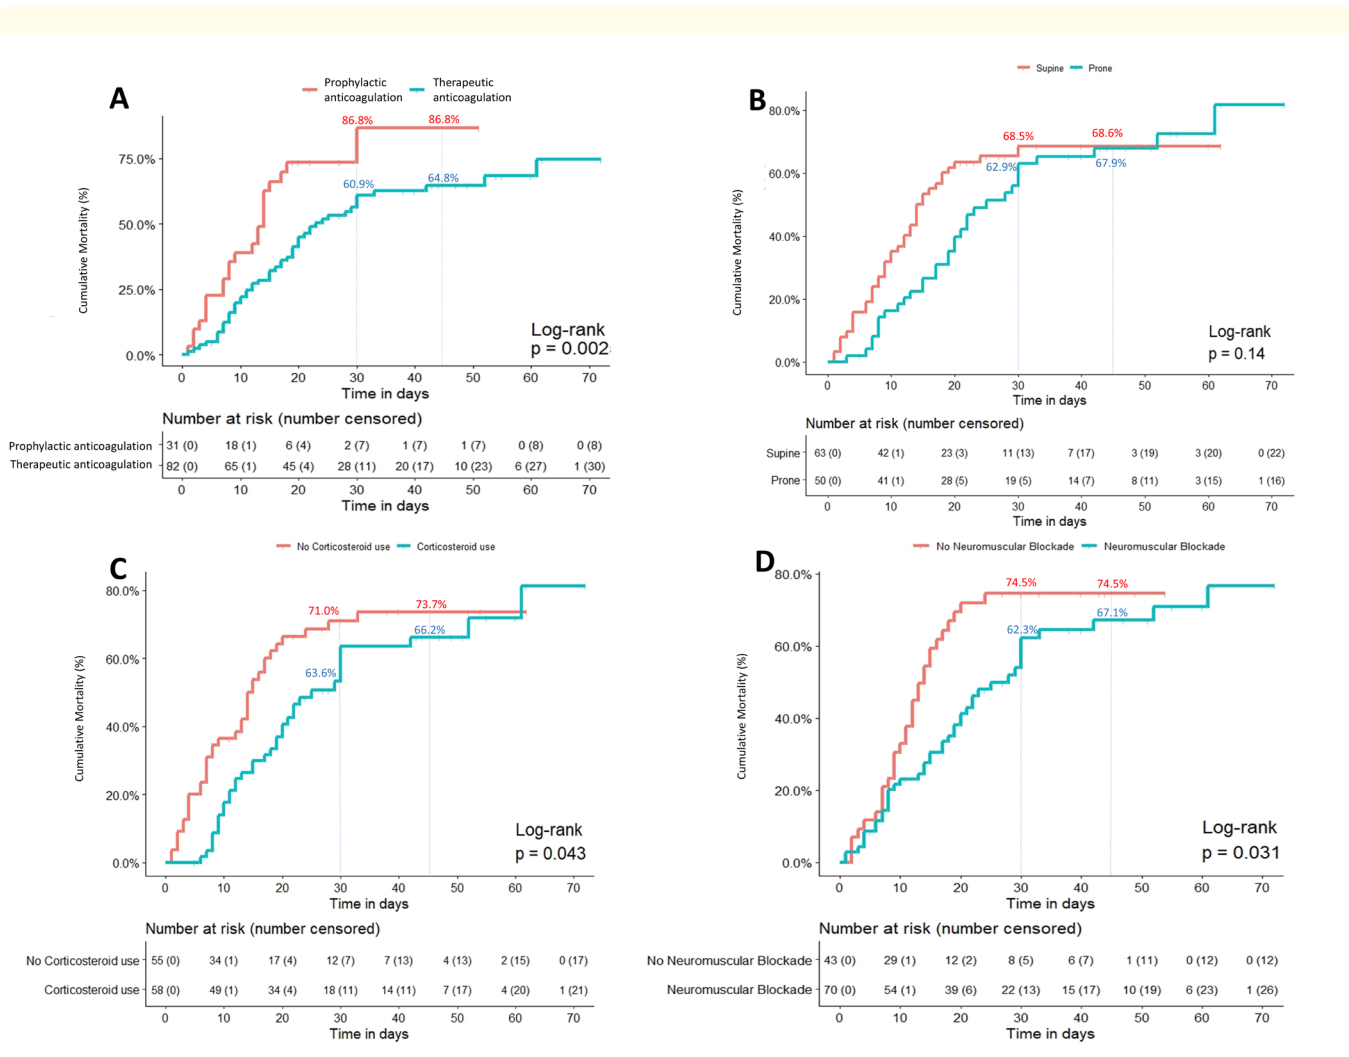 A
Prophylactic anticoagulation
Therapeutic anticoagulation
Cumulative Mortality (%)
75.0%
50.0%
25.0%
0.0%
86.8%
86.8%
60.9%
64.8%
Log-rank
p = 0.002
0 10 20 30 40 50 60 70
Time in days
Number at risk (number censored)
Prophylactic anticoagulation 31 (0) 18 (1) 6 (4) 2 (7) 1 (7) 1 (7) 0 (8) 0 (8)
Therapeutic anticoagulation 82 (0) 65 (1) 45 (4) 28 (11) 20 (17) 10 (23) 6 (27) 1 (30)
0 10 20 30 40 50 60 70
Time in days
B
Supine Prone
Cumulative Mortality (%)
80.0%
60.0%
40.0%
20.0%
0.0%
68.5%
68.6%
62.9%
67.9%
Log-rank
p = 0.14
0 10 20 30 40 50 60 70
Time in days
Number at risk (number censored)
Supine 63 (0) 42 (1) 23 (3) 11 (13) 7 (17) 3 (19) 3 (20) 0 (22)
Prone 50 (0) 41 (1) 28 (5) 19 (5) 14 (7) 8 (11) 3 (15) 1 (16)
0 10 20 30 40 50 60 70
Time in days
C
No Corticosteroid use Corticosteroid use
Cumulative Mortality (%)
80.0%
60.0%
40.0%
20.0%
0.0%
71.0%
73.7%
63.6%
66.2%
Log-rank
p = 0.043
0 10 20 30 40 50 60 70
Time in days
Number at risk (number censored)
No Corticosteroid use 55 (0) 34 (1) 17 (4) 12 (7) 7 (13) 4 (13) 2 (15) 0 (17)
Corticosteroid use 58 (0) 49 (1) 34 (4) 18 (11) 14 (11) 7 (17) 4 (20) 1 (21)
0 10 20 30 40 50 60 70
Time in days
D
No Neuromuscular Blockade Neuromuscular Blockade
Cumulative Mortality (%)
80.0%
60.0%
40.0%
20.0%
0.0%
74.5%
74.5%
62.3%
67.1%
Log-rank
p = 0.031
0 10 20 30 40 50 60 70
Time in days
Number at risk (number censored)
No Neuromuscular Blockade 43 (0) 29 (1) 12 (2) 8 (5) 6 (7) 1 (11) 0 (12) 0 (12)
Neuromuscular Blockade 70 (0) 54 (1) 39 (6) 22 (13) 15 (17) 10 (19) 6 (23) 1 (26)
0 10 20 30 40 50 60 70
Time in days